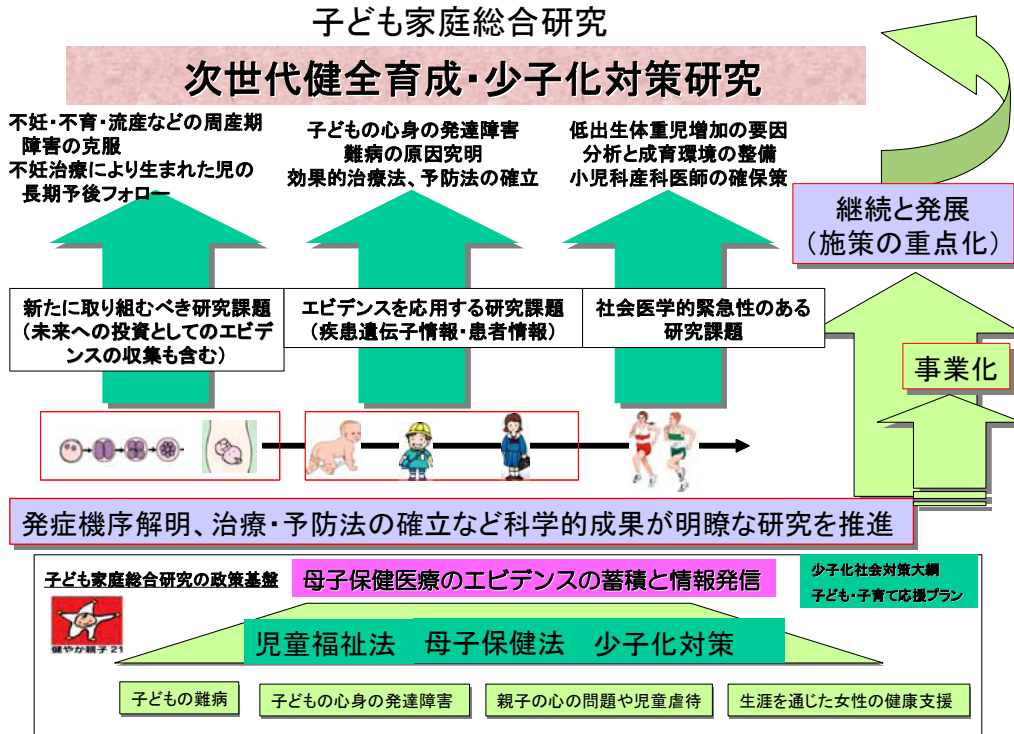 子ども家庭総合研究
次世代健全育成・少子化対策研究
不妊・不育・流産などの周産期
障害の克服
不妊治療により生まれた児の
長期予後フォロー
子どもの心身の発達障害
難病の原因究明
効果的治療法、予防法の確立
低出生体重児増加の要因
分析と成育環境の整備
小児科産科医師の確保策
継続と発展
（施策の重点化）
新たに取り組むべき研究課題
（未来への投資としてのエビデ
ンスの収集も含む）
エビデンスを応用する研究課題
（疾患遺伝子情報・患者情報）
社会医学的緊急性のある
研究課題
事業化
発症機序解明、治療・予防法の確立など科学的成果が明瞭な研究を推進
子ども家庭総合研究の政策基盤
母子保健医療のエビデンスの蓄積と情報発信
少子化社会対策大綱
子ども・子育て応援プラン
健やか親子21
児童福祉法 母子保健法 少子化対策
子どもの難病
子どもの心身の発達障害
親子の心の問題や児童虐待
生涯を通じた女性の健康支援